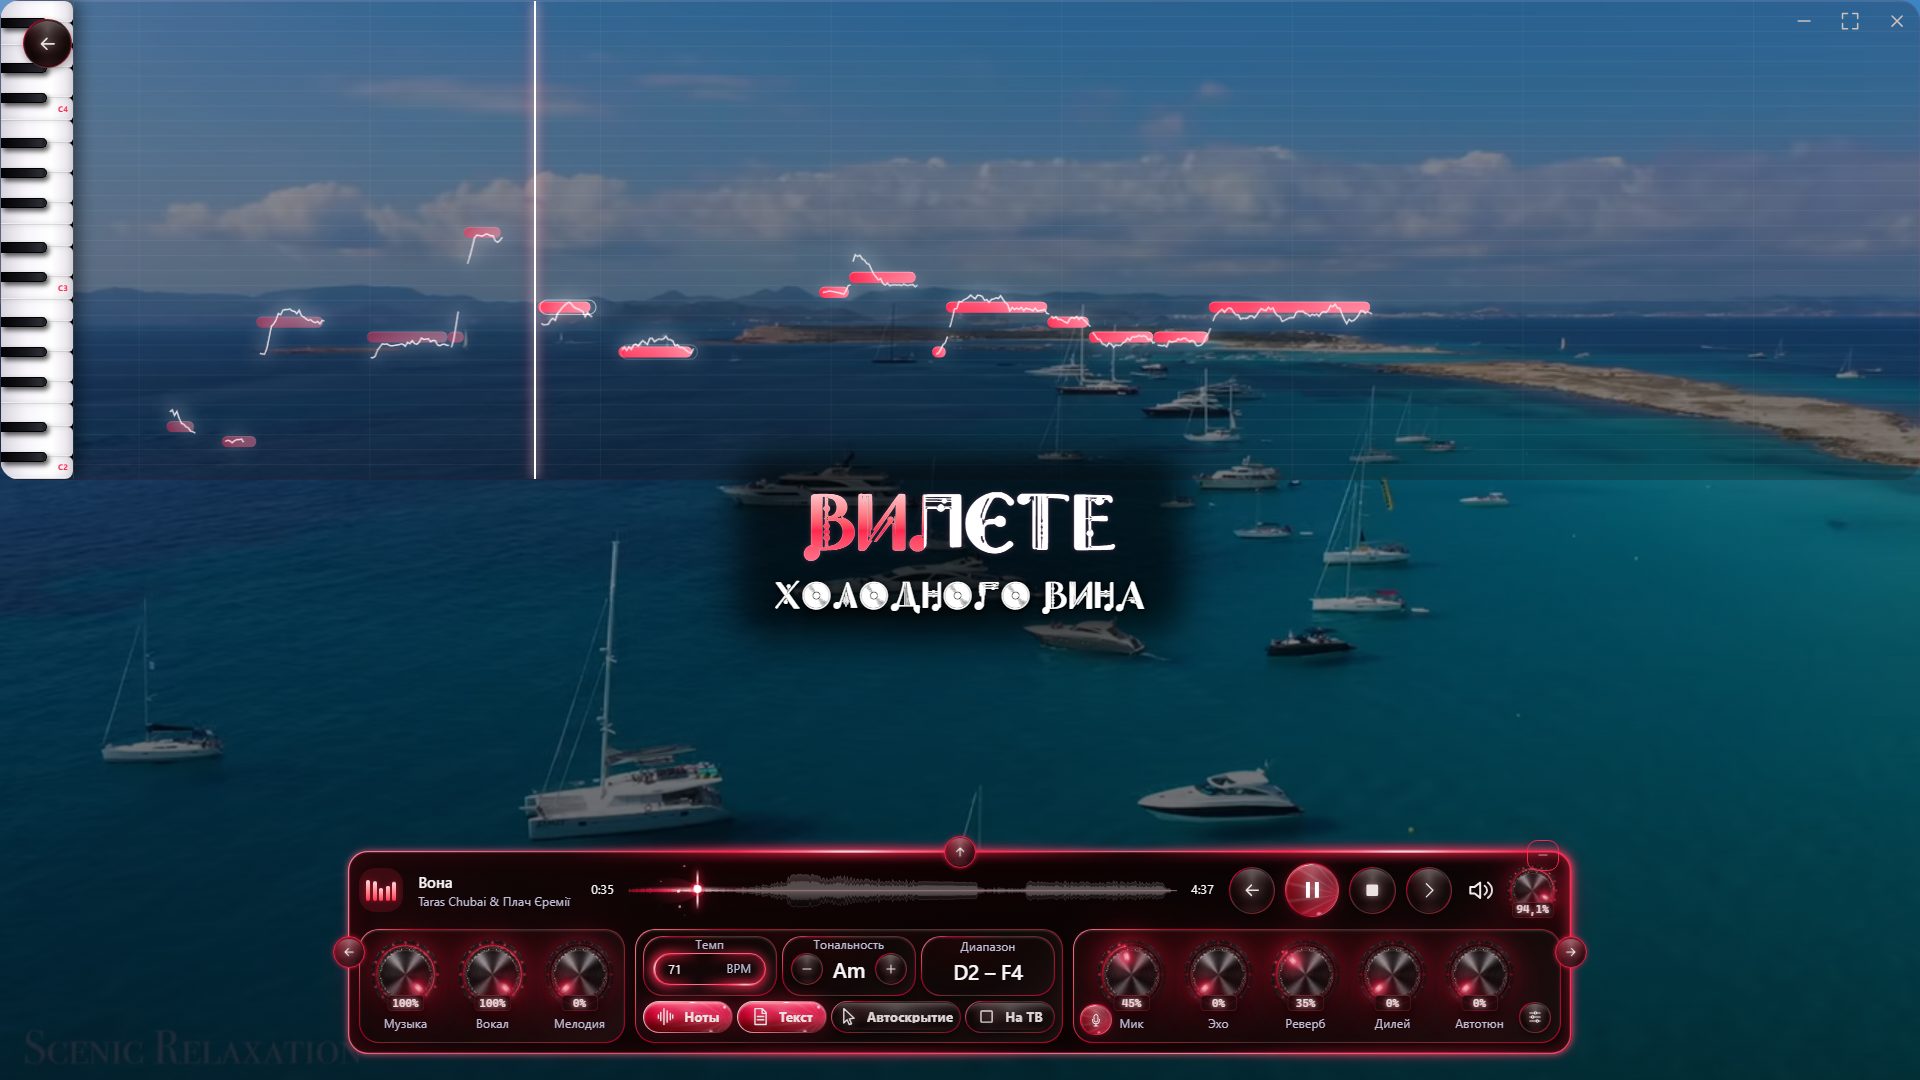 C4
C3
C2
ВИЛЄТЕ
ХОЛОДНОГО ВИНА
Вона
Taras Chubai & Плач Єремії
0:35
4:37
94,1%
100%
Музыка
100%
Вокал
0%
Мелодия
Темп
71 BPM
Тональность
Am
Диапазон
D2 – F4
Ноты
Текст
Автоскрытие
На ТВ
45%
Мик
0%
Эхо
35%
Реверб
0%
Дилей
0%
Автотюн
SCENIC RELAXATION